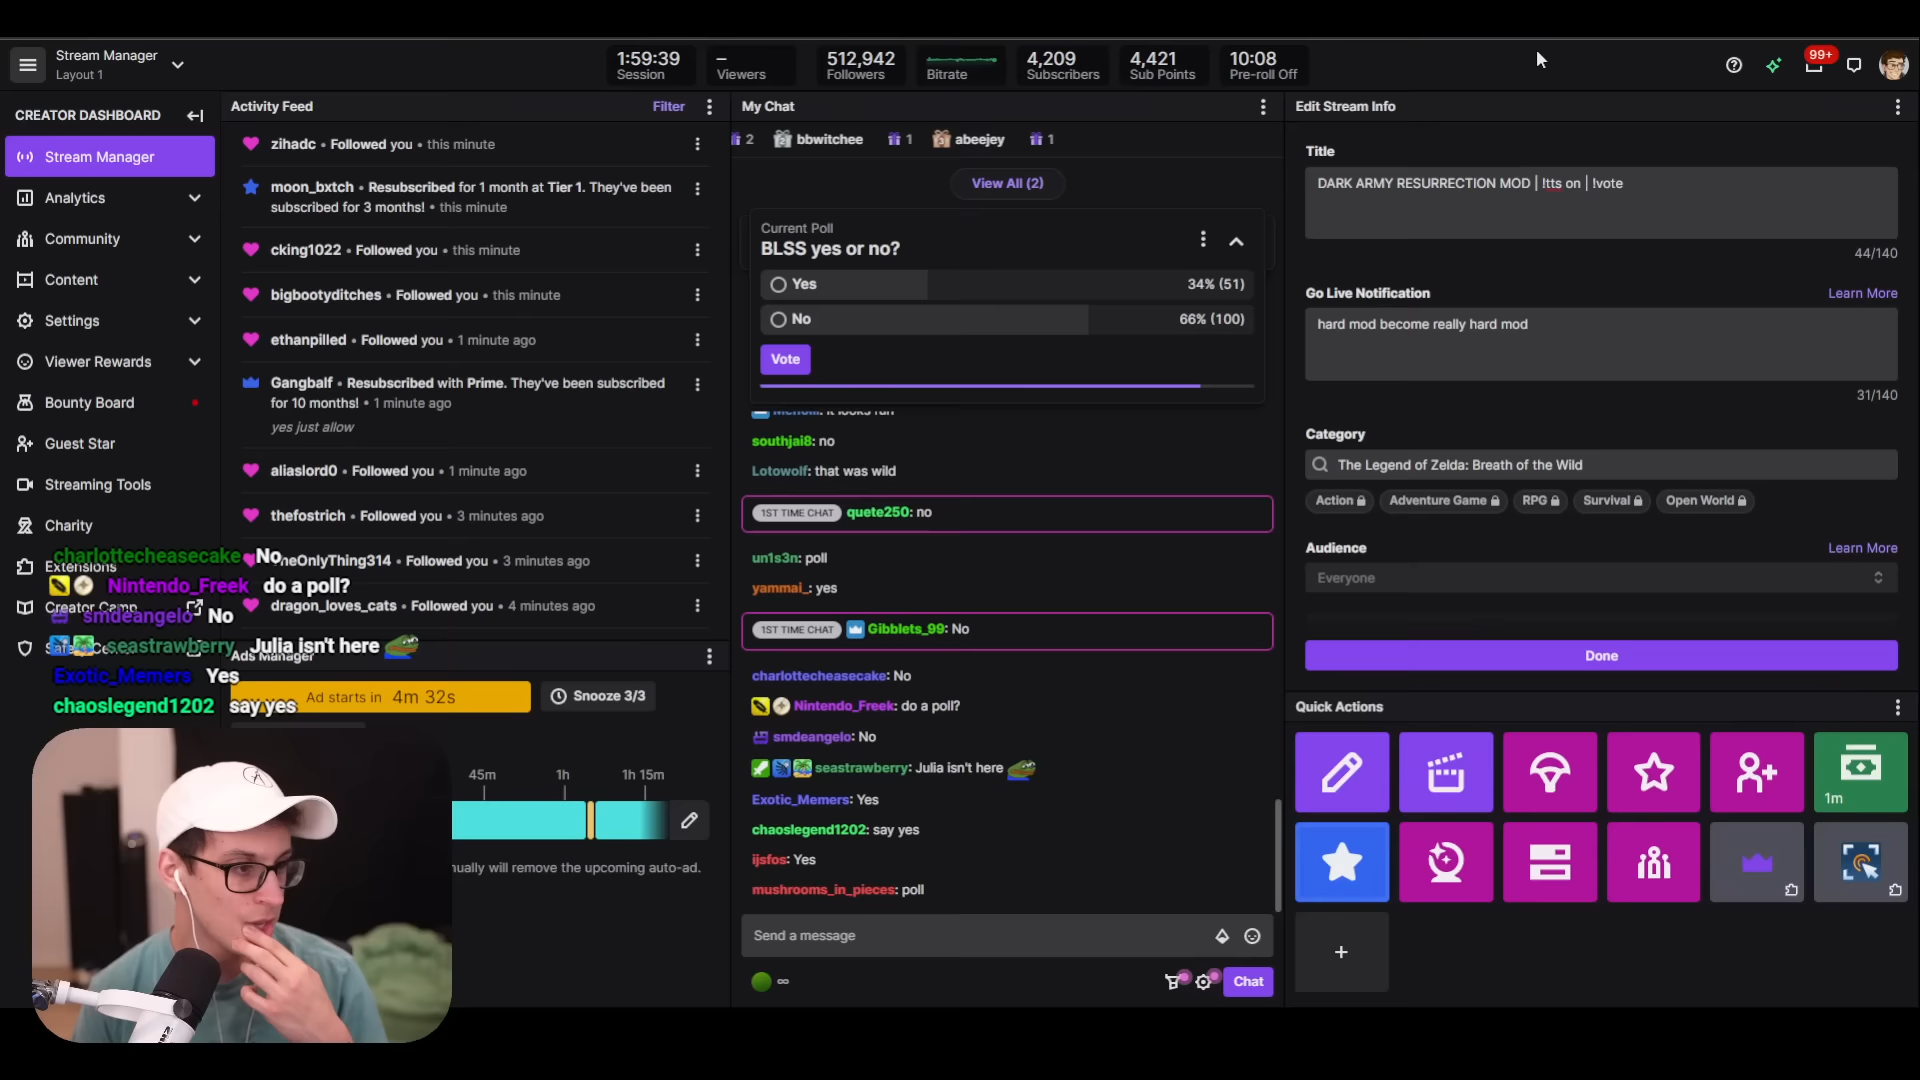 Stream Manager
Layout 1
1:59:39
Session
–
Viewers
512,942
Followers
Bitrate
4,209
Subscribers
4,421
Sub Points
10:08
Pre-roll Off
99+
CREATOR DASHBOARD
Stream Manager
Analytics
Community
Content
Settings
Viewer Rewards
Bounty Board
Guest Star
Streaming Tools
Charity
Extensions
Creator Camp
charlottecheasecake No
Nintendo_Freek do a poll?
smdeangelo No
seastrawberry Julia isn't here
Exotic_Memers Yes
chaoslegend1202 say yes
Activity Feed
Filter
zihadc • Followed you • this minute
moon_bxtch • Resubscribed for 1 month at Tier 1. They've been
subscribed for 3 months! • this minute
cking1022 • Followed you • this minute
bigbootyditches • Followed you • this minute
ethanpilled • Followed you • 1 minute ago
Gangbalf • Resubscribed with Prime. They've been subscribed
for 10 months! • 1 minute ago
yes just allow
aliaslord0 • Followed you • 1 minute ago
thefostrich • Followed you • 3 minutes ago
heOnlyThing314 • Followed you • 3 minutes ago
dragon_loves_cats • Followed you • 4 minutes ago
Ads Manager
Ad starts in 4m 32s
Snooze 3/3
45m
1h
1h 15m
nually will remove the upcoming auto-ad.
My Chat
2
bbwitchee
1
abeejey
1
View All (2)
Current Poll
BLSS yes or no?
Yes
34% (51)
No
66% (100)
Vote
southjai8: no
Lotowolf: that was wild
1ST TIME CHAT quete250: no
un1s3n: poll
yammai_: yes
1ST TIME CHAT Gibblets_99: No
charlottecheasecake: No
Nintendo_Freek: do a poll?
smdeangelo: No
seastrawberry: Julia isn't here
Exotic_Memers: Yes
chaoslegend1202: say yes
ijsfos: Yes
mushrooms_in_pieces: poll
Send a message
∞
Chat
Edit Stream Info
Title
DARK ARMY RESURRECTION MOD | !tts on | !vote
44/140
Go Live Notification
Learn More
hard mod become really hard mod
31/140
Category
The Legend of Zelda: Breath of the Wild
Action
Adventure Game
RPG
Survival
Open World
Audience
Learn More
Everyone
Done
Quick Actions
1m
+